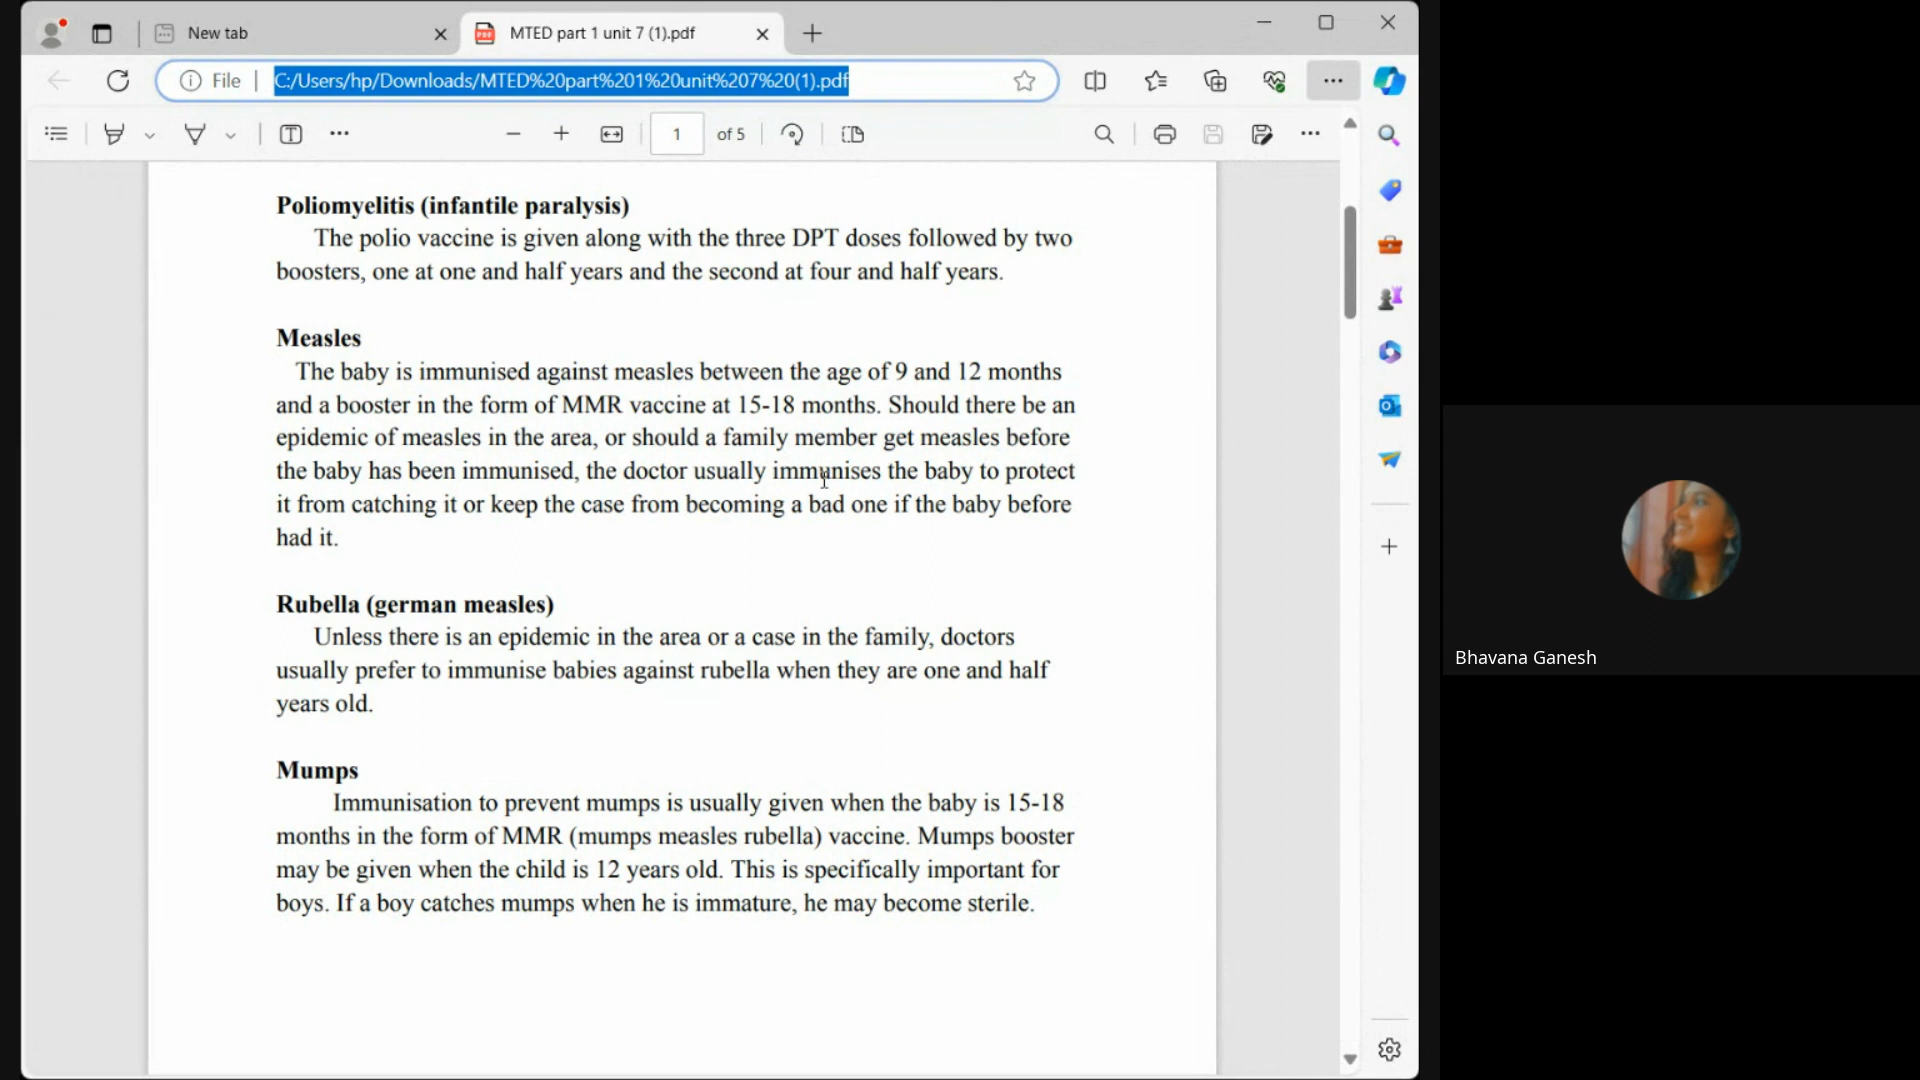 New tab
MTED part 1 unit 7 (1).pdf
File
C:/Users/hp/Downloads/MTED%20part%201%20unit%207%20(1).pdf
1 of 5
Poliomyelitis (infantile paralysis)
The polio vaccine is given along with the three DPT doses followed by two
boosters, one at one and half years and the second at four and half years.
Measles
The baby is immunised against measles between the age of 9 and 12 months
and a booster in the form of MMR vaccine at 15-18 months. Should there be an
epidemic of measles in the area, or should a family member get measles before
the baby has been immunised, the doctor usually immunises the baby to protect
it from catching it or keep the case from becoming a bad one if the baby before
had it.
Rubella (german measles)
Unless there is an epidemic in the area or a case in the family, doctors
usually prefer to immunise babies against rubella when they are one and half
years old.
Mumps
Immunisation to prevent mumps is usually given when the baby is 15-18
months in the form of MMR (mumps measles rubella) vaccine. Mumps booster
may be given when the child is 12 years old. This is specifically important for
boys. If a boy catches mumps when he is immature, he may become sterile.
Bhavana Ganesh